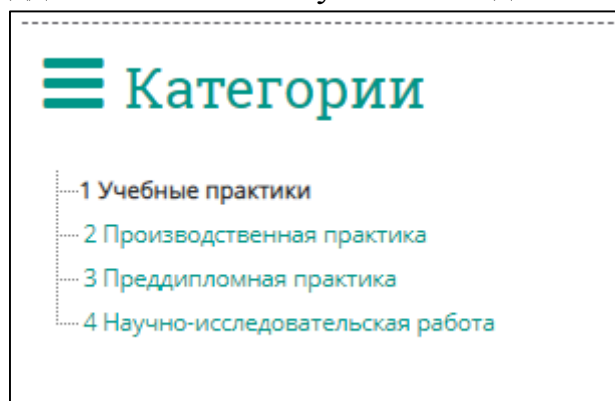 Категории
1 Учебные практики
2 Производственная практика
3 Преддипломная практика
4 Научно-исследовательская работа